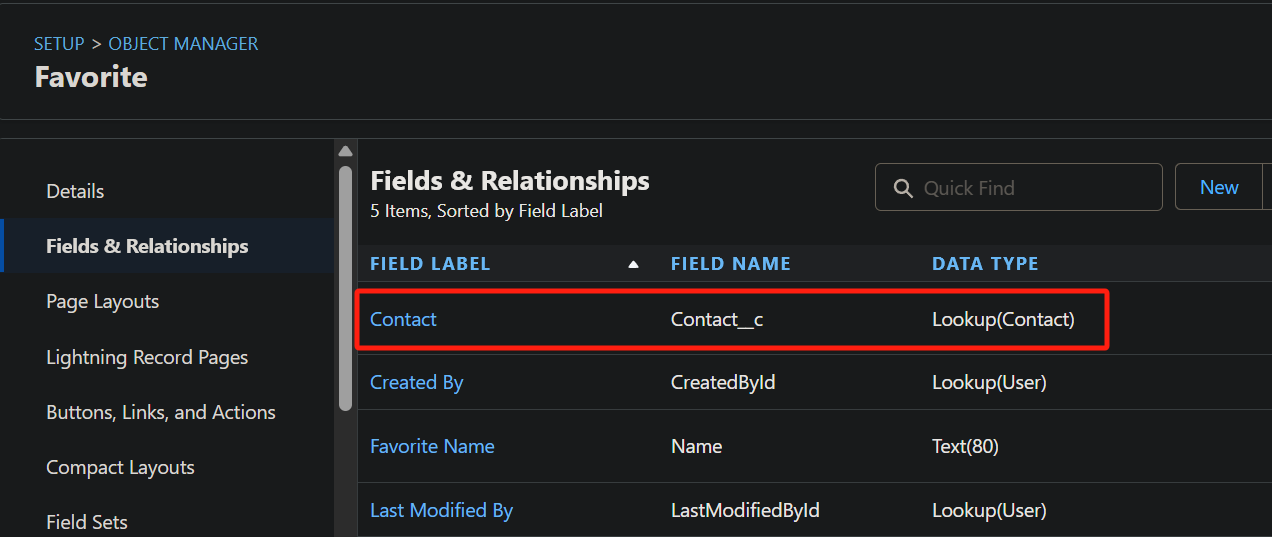 SETUP > OBJECT MANAGER
Favorite
Details
Fields & Relationships
Page Layouts
Lightning Record Pages
Buttons, Links, and Actions
Compact Layouts
Field Sets
Fields & Relationships
5 Items, Sorted by Field Label
Quick Find
New
FIELD LABEL FIELD NAME DATA TYPE
Contact Contact__c Lookup(Contact)
Created By CreatedById Lookup(User)
Favorite Name Name Text(80)
Last Modified By LastModifiedById Lookup(User)